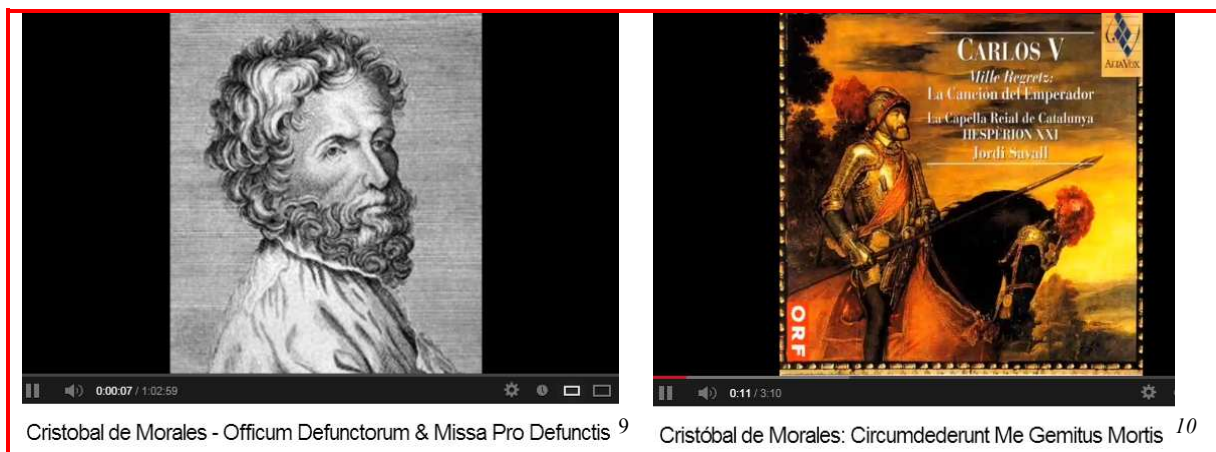 CARLOS V
Mille Regretz:
La Canción del Emperador
La Capella Reial de Catalunya
HESPÈRION XXI
Jordi Savall
ALIA VOX
ORF
0:00:07 / 1:02:59
0:11 / 3:10
Cristobal de Morales - Officum Defunctorum & Missa Pro Defunctis 9
Cristóbal de Morales: Circumdederunt Me Gemitus Mortis 10